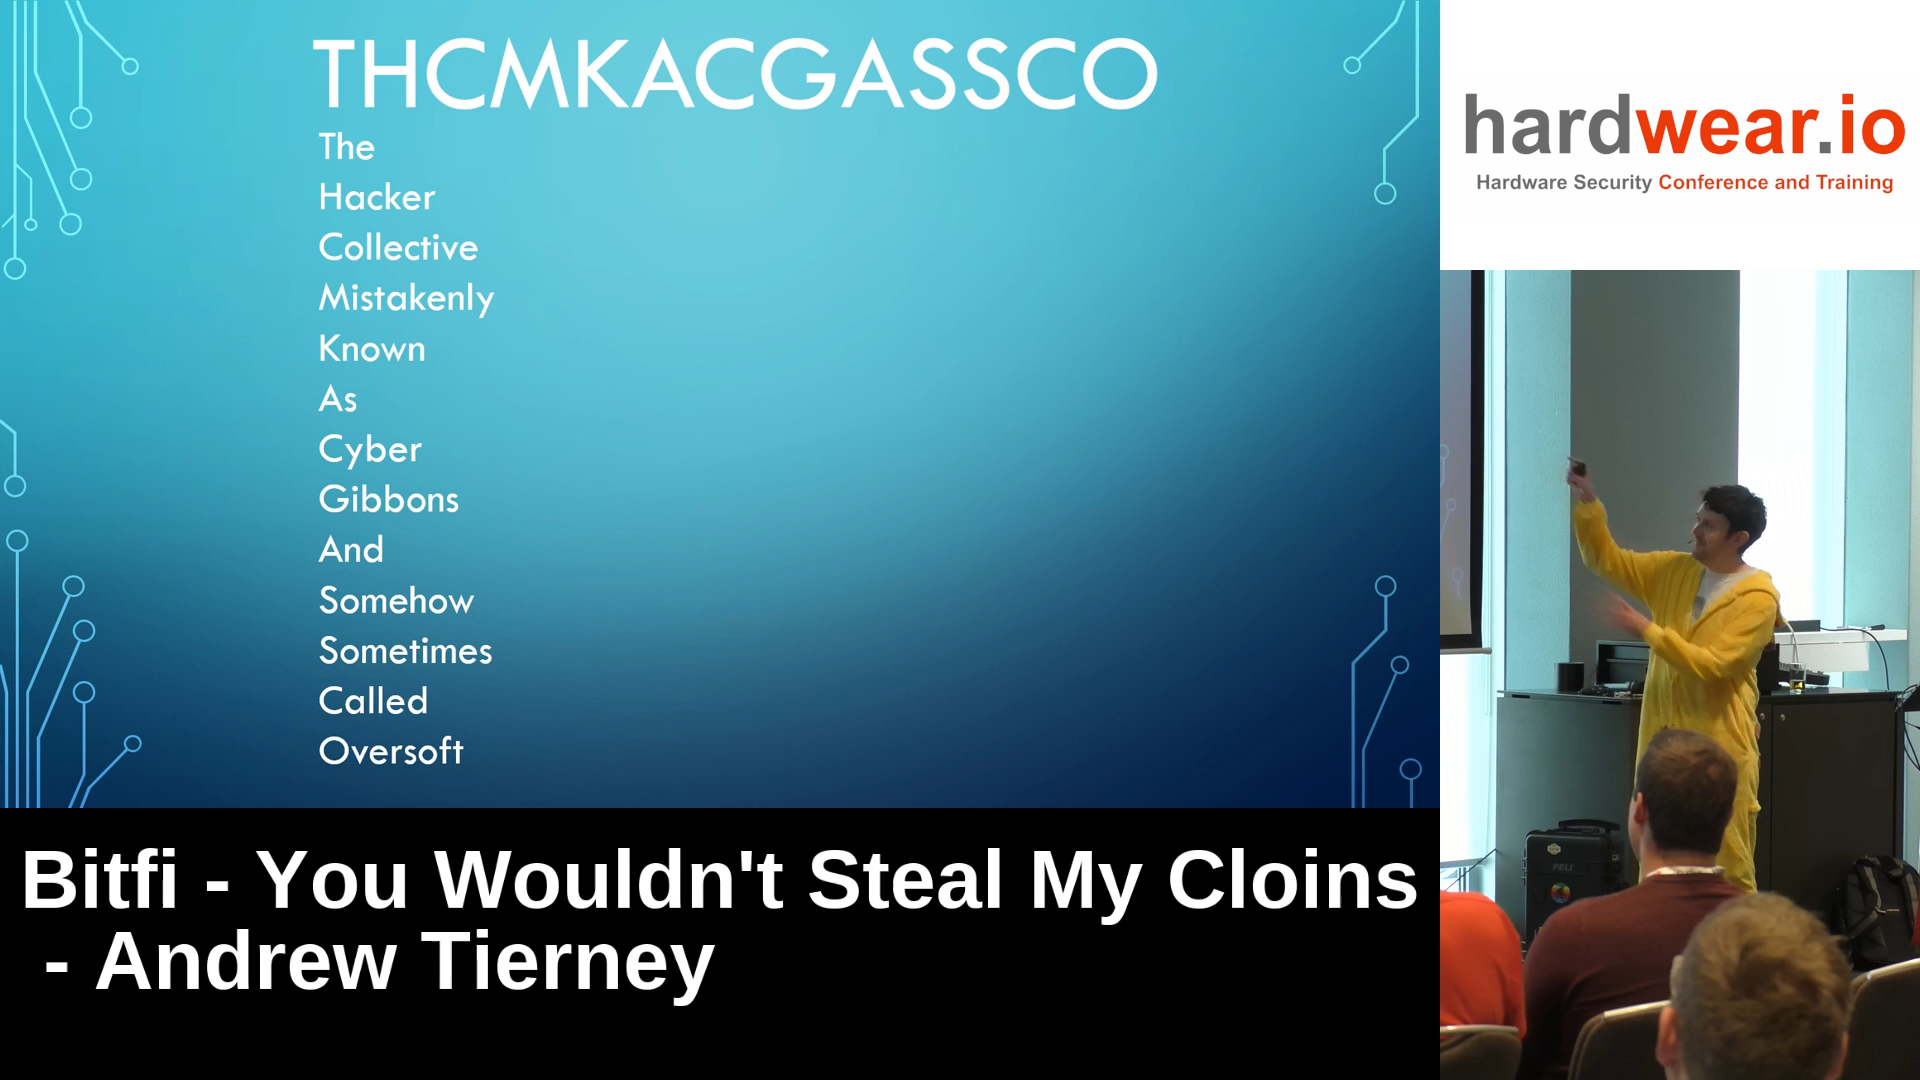 THCMKACGASSCO
The
Hacker
Collective
Mistakenly
Known
As
Cyber
Gibbons
And
Somehow
Sometimes
Called
Oversoft
hardwear.io
Hardware Security Conference and Training
PELI
Bitfi - You Wouldn't Steal My Cloins
- Andrew Tierney